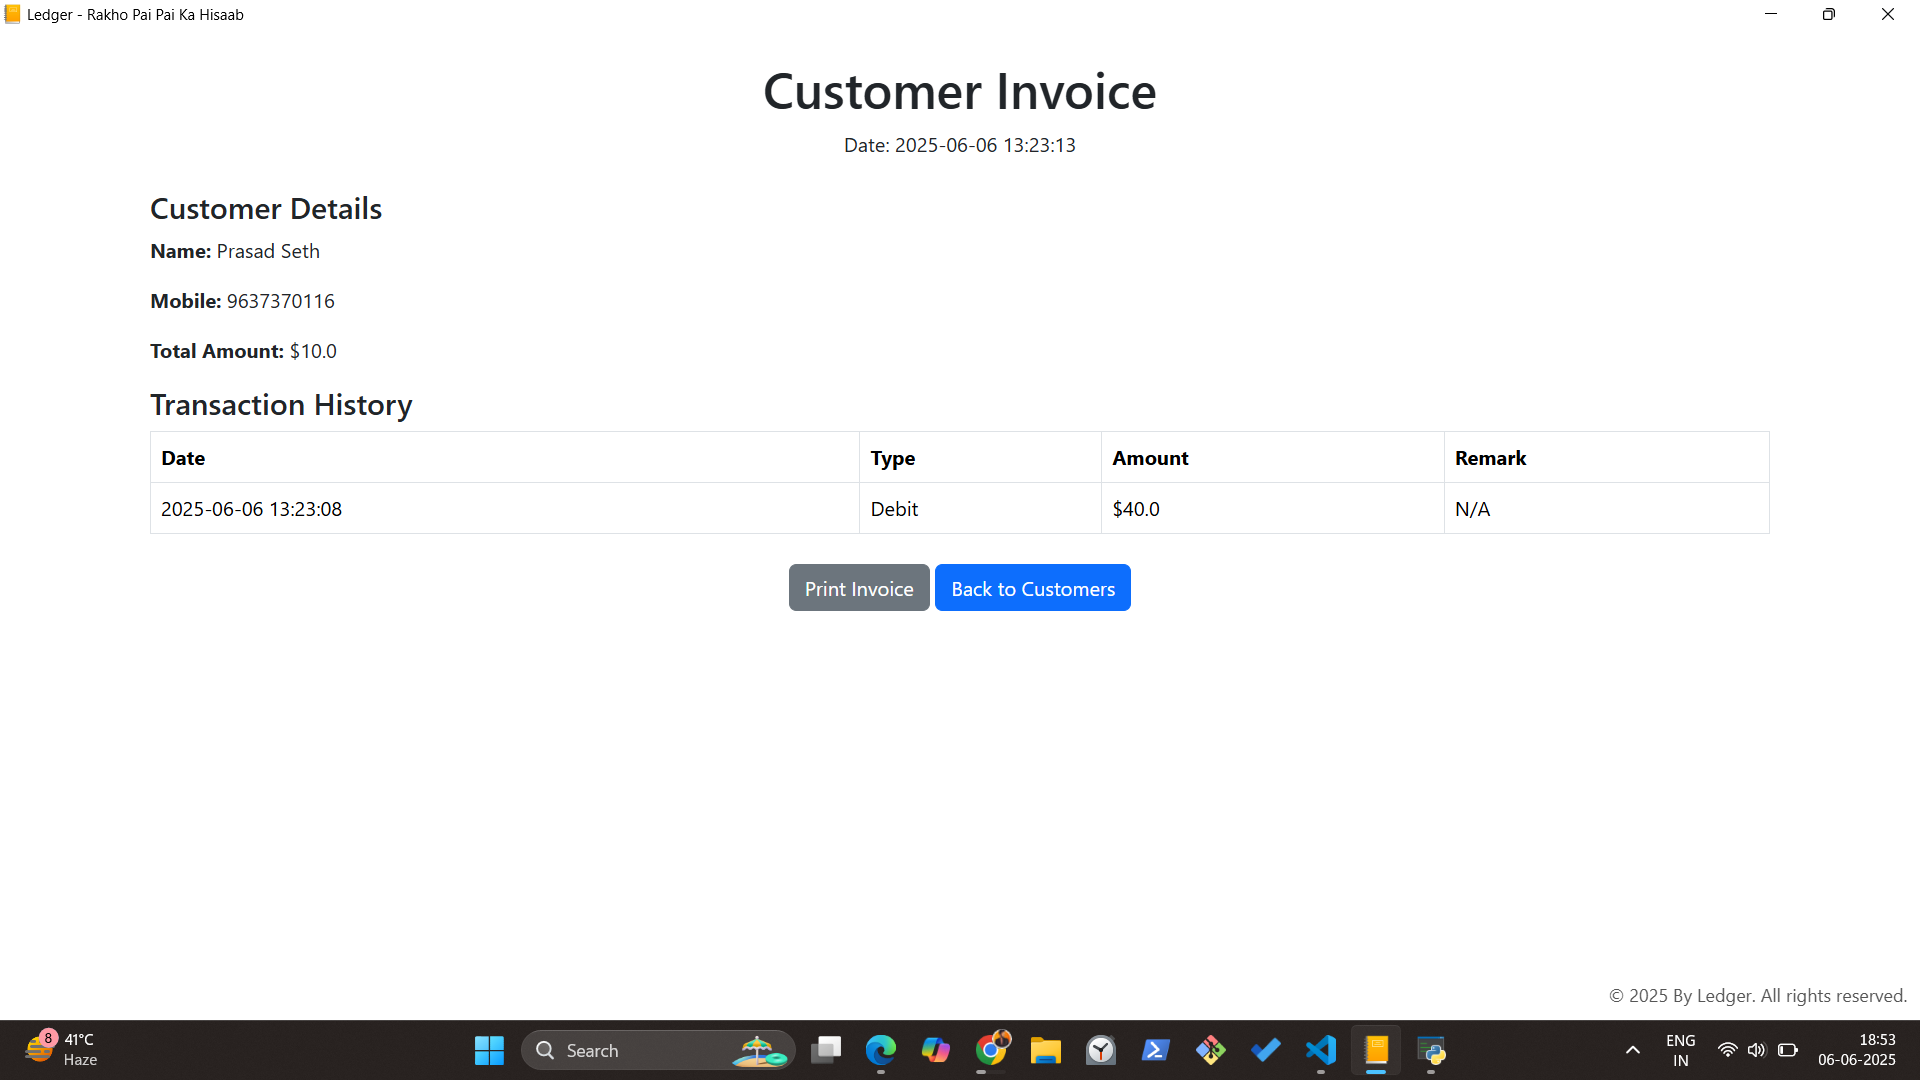 Ledger - Rakho Pai Pai Ka Hisaab
Customer Invoice
Date: 2025-06-06 13:23:13
Customer Details
Name: Prasad Seth
Mobile: 9637370116
Total Amount: $10.0
Transaction History
Date Type Amount Remark
2025-06-06 13:23:08 Debit $40.0 N/A
Print Invoice Back to Customers
© 2025 By Ledger. All rights reserved.
8 41°C
Haze
Search
ENG
IN
18:53
06-06-2025